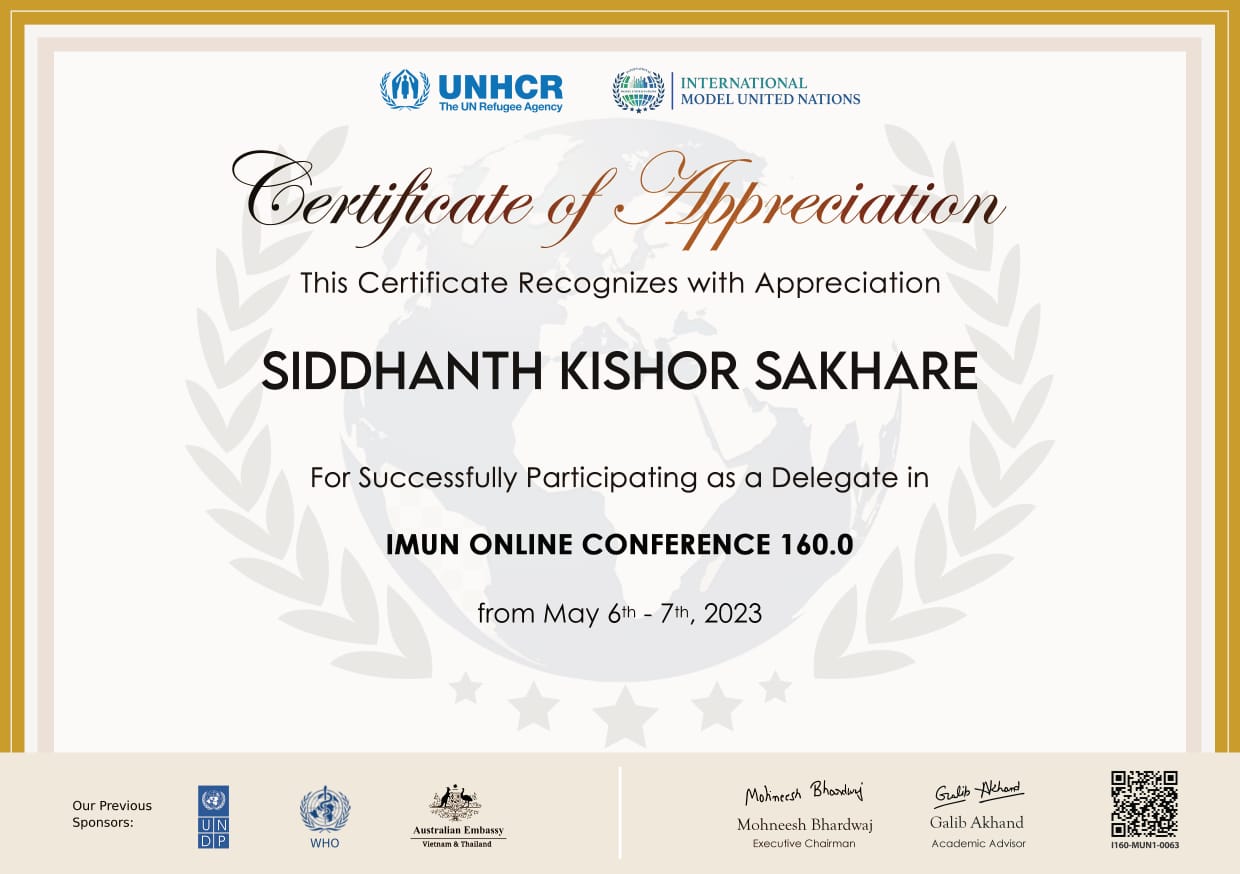 UNHCR
The UN Refugee Agency
INTERNATIONAL
MODEL UNITED NATIONS
Certificate of Appreciation
This Certificate Recognizes with Appreciation
SIDDHANTH KISHOR SAKHARE
For Successfully Participating as a Delegate in
IMUN ONLINE CONFERENCE 160.0
from May 6th - 7th, 2023
Our Previous
Sponsors:
UN
DP
WHO
Australian Embassy
Vietnam & Thailand
Mohneesh Bhardwaj
Mohneesh Bhardwaj
Executive Chairman
Galib Akhand
Galib Akhand
Academic Advisor
I160-MUN1-0063